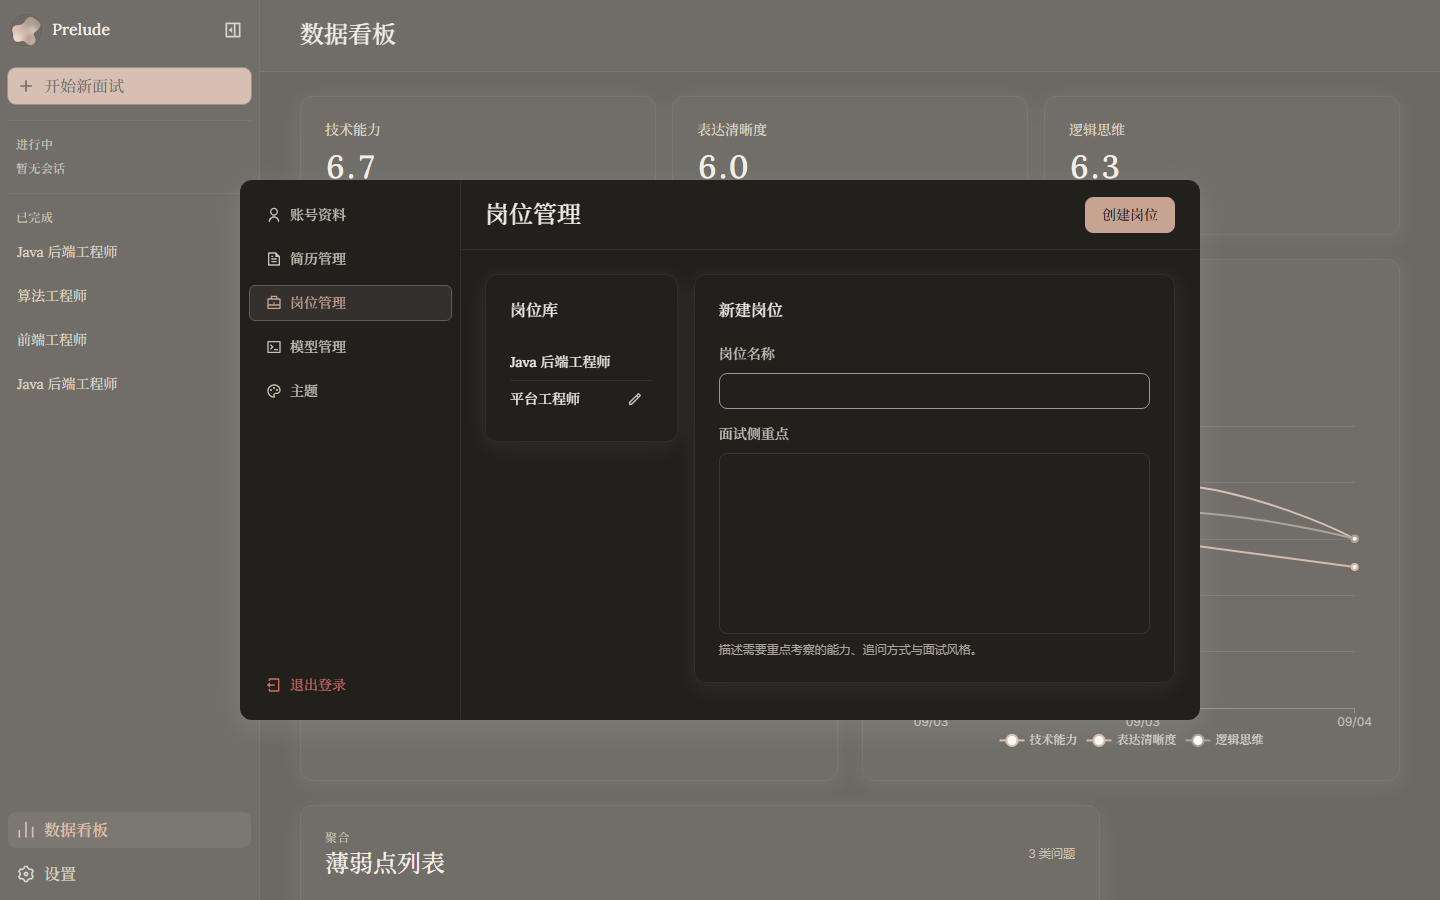 Prelude
开始新面试
进行中
暂无会话
已完成
Java 后端工程师
算法工程师
前端工程师
Java 后端工程师
数据看板
设置
数据看板
技术能力
6.7
表达清晰度
6.0
逻辑思维
6.3
账号资料
简历管理
岗位管理
模型管理
主题
退出登录
岗位管理
创建岗位
岗位库
Java 后端工程师
平台工程师
新建岗位
岗位名称
面试侧重点
描述需要重点考察的能力、追问方式与面试风格。
09/03
09/03
09/04
技术能力
表达清晰度
逻辑思维
聚合
薄弱点列表
3 类问题